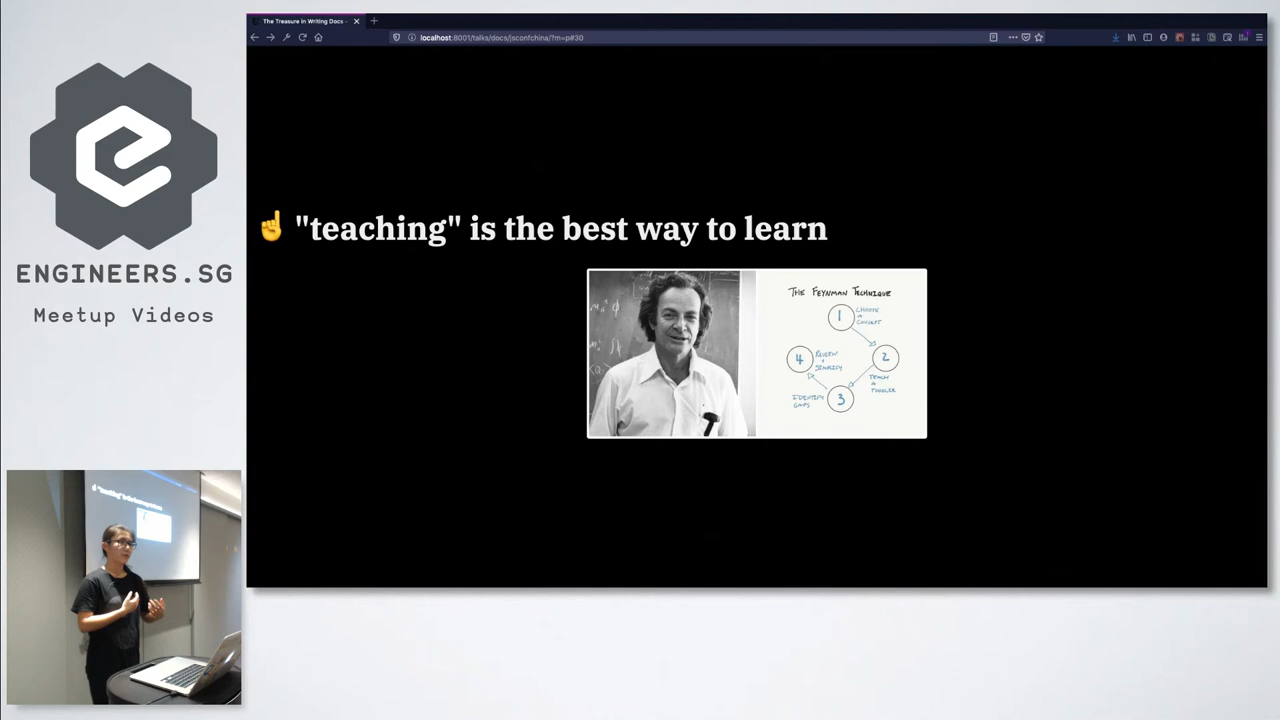 The Treasure in Writing Docs -
localhost:8001/talks/docs/jsconfchina/?m=p#30
ENGINEERS.SG
Meetup Videos
☝ "teaching" is the best way to learn
THE FEYNMAN TECHNIQUE
1
CHOOSE
A
CONCEPT
2
TEACH
A
TODDLER
3
IDENTIFY
GAPS
4
REVIEW
+
SIMPLIFY